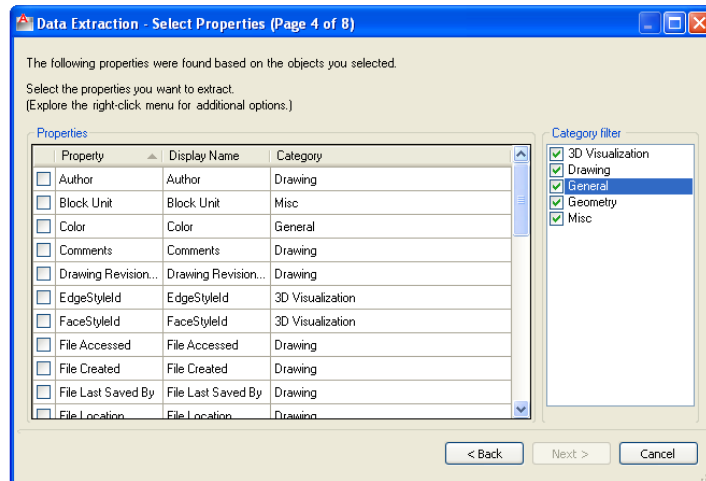 Data Extraction - Select Properties (Page 4 of 8)
The following properties were found based on the objects you selected.
Select the properties you want to extract.
(Explore the right-click menu for additional options.)
Properties
Property Display Name Category
Author Author Drawing
Block Unit Block Unit Misc
Color Color General
Comments Comments Drawing
Drawing Revision... Drawing Revision... Drawing
EdgeStyleId EdgeStyleId 3D Visualization
FaceStyleId FaceStyleId 3D Visualization
File Accessed File Accessed Drawing
File Created File Created Drawing
File Last Saved By File Last Saved By Drawing
File Location File Location Drawing
Category filter
3D Visualization
Drawing
General
Geometry
Misc
< Back Next > Cancel